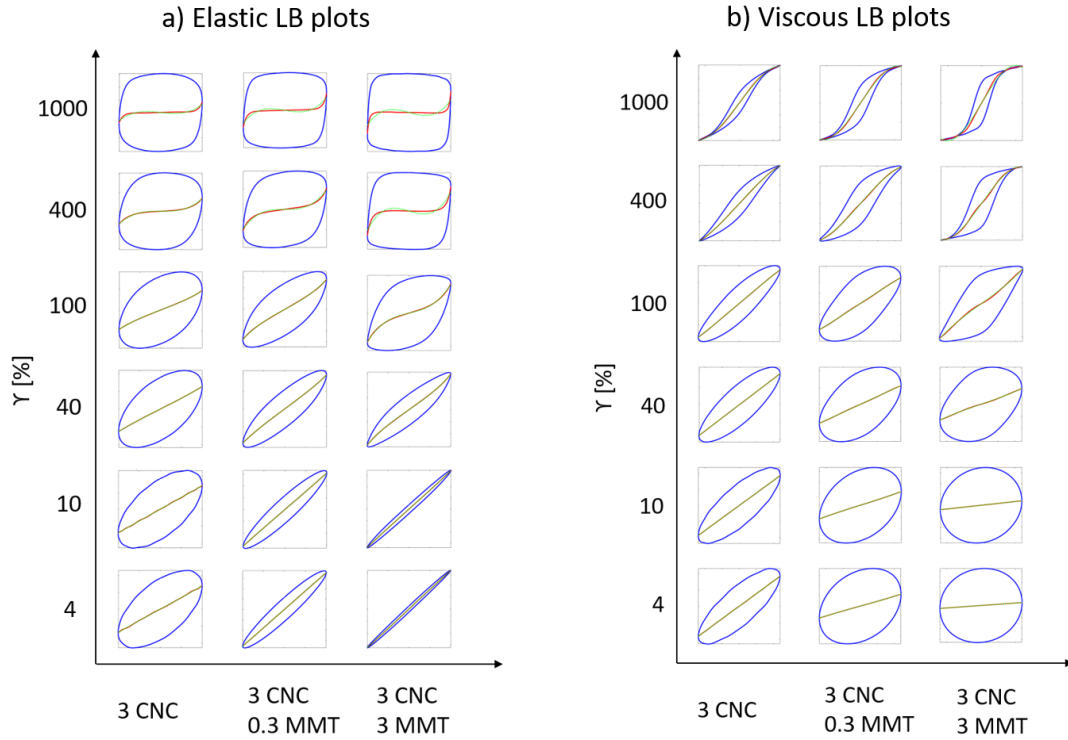 a) Elastic LB plots
1000
400
100
40
10
4
ϒ [%]
3 CNC
3 CNC
0.3 MMT
3 CNC
3 MMT
b) Viscous LB plots
1000
400
100
40
10
4
ϒ [%]
3 CNC
3 CNC
0.3 MMT
3 CNC
3 MMT